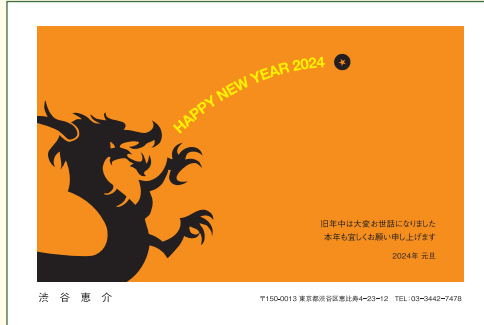 HAPPY NEW YEAR 2024
旧年中は大変お世話になりました
本年も宜しくお願い申し上げます
2024年 元旦
渋谷恵介
〒150-0013 東京都渋谷区恵比寿4-23-12 TEL:03-3442-7478